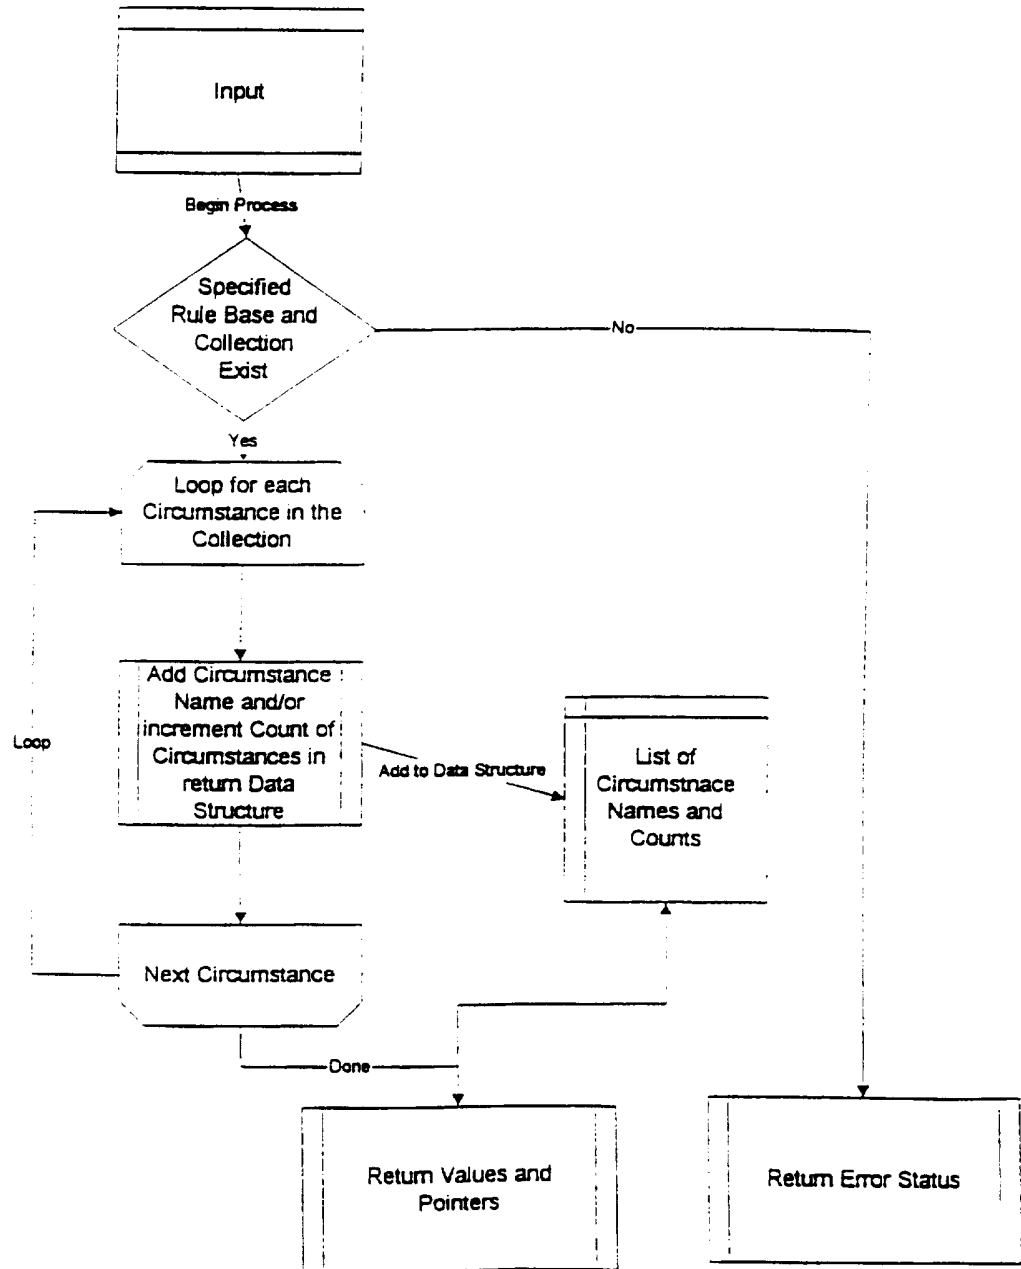 Input
Begin Process
Specified
Rule Base and
Collection
Exist
No
Yes
Loop for each
Circumstance in the
Collection
Add Circumstance
Name and/or
increment Count of
Circumstances in
return Data
Structure
Loop
Add to Data Structure
List of
Circumstnace
Names and
Counts
Next Circumstance
Done
Return Values and
Pointers
Return Error Status